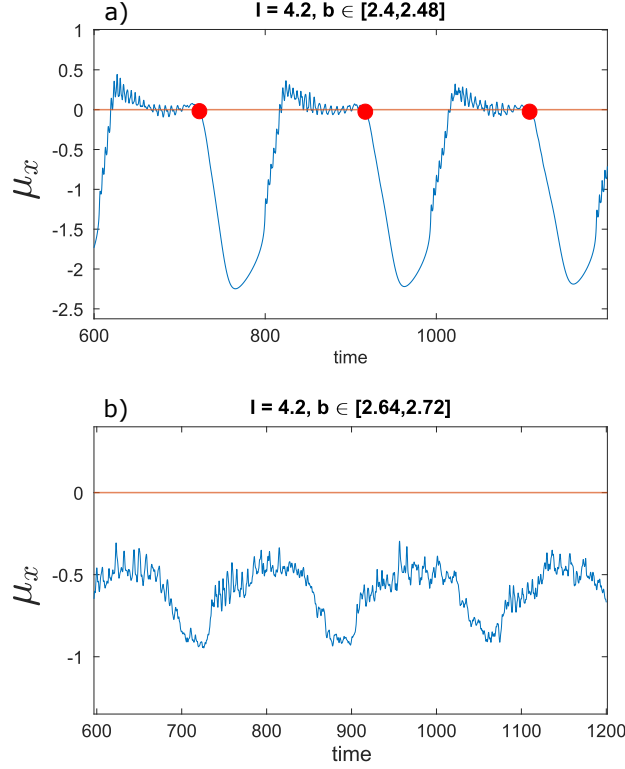 a)
I = 4.2, b ∈ [2.4,2.48]
1
0.5
0
-0.5
-1
-1.5
-2
-2.5
μx
600
800
1000
time
b)
I = 4.2, b ∈ [2.64,2.72]
0
-0.5
-1
μx
600
700
800
900
1000
1100
1200
time